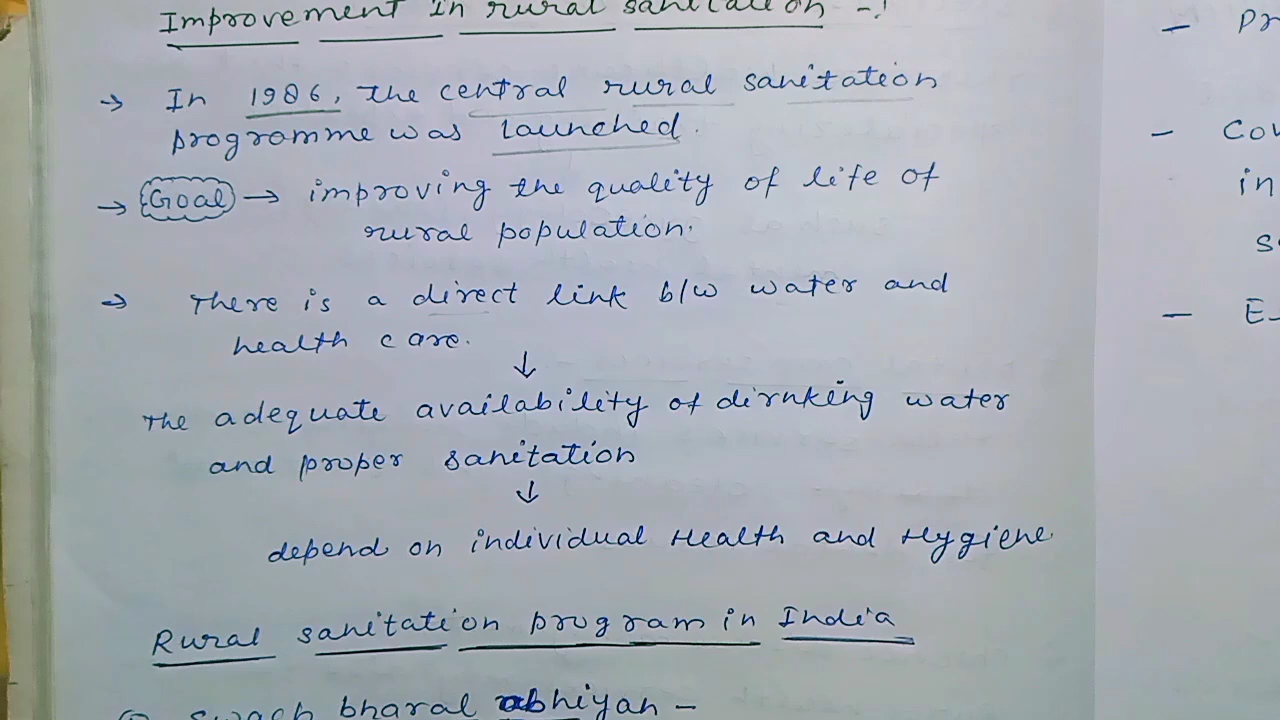 Improvement in rural sanitation -!
→ In 1986, the central rural sanitation
programme was launched.
→ Goal → improving the quality of life of
rural population.
→ There is a direct link b/w water and
health care.
↓
The adequate availability of dirnking water
and proper sanitation
↓
depend on individual Health and Hygiene.
Rural sanitation program in India
swach bharal abhiyan -
- Pr
- Cov
in
- E-